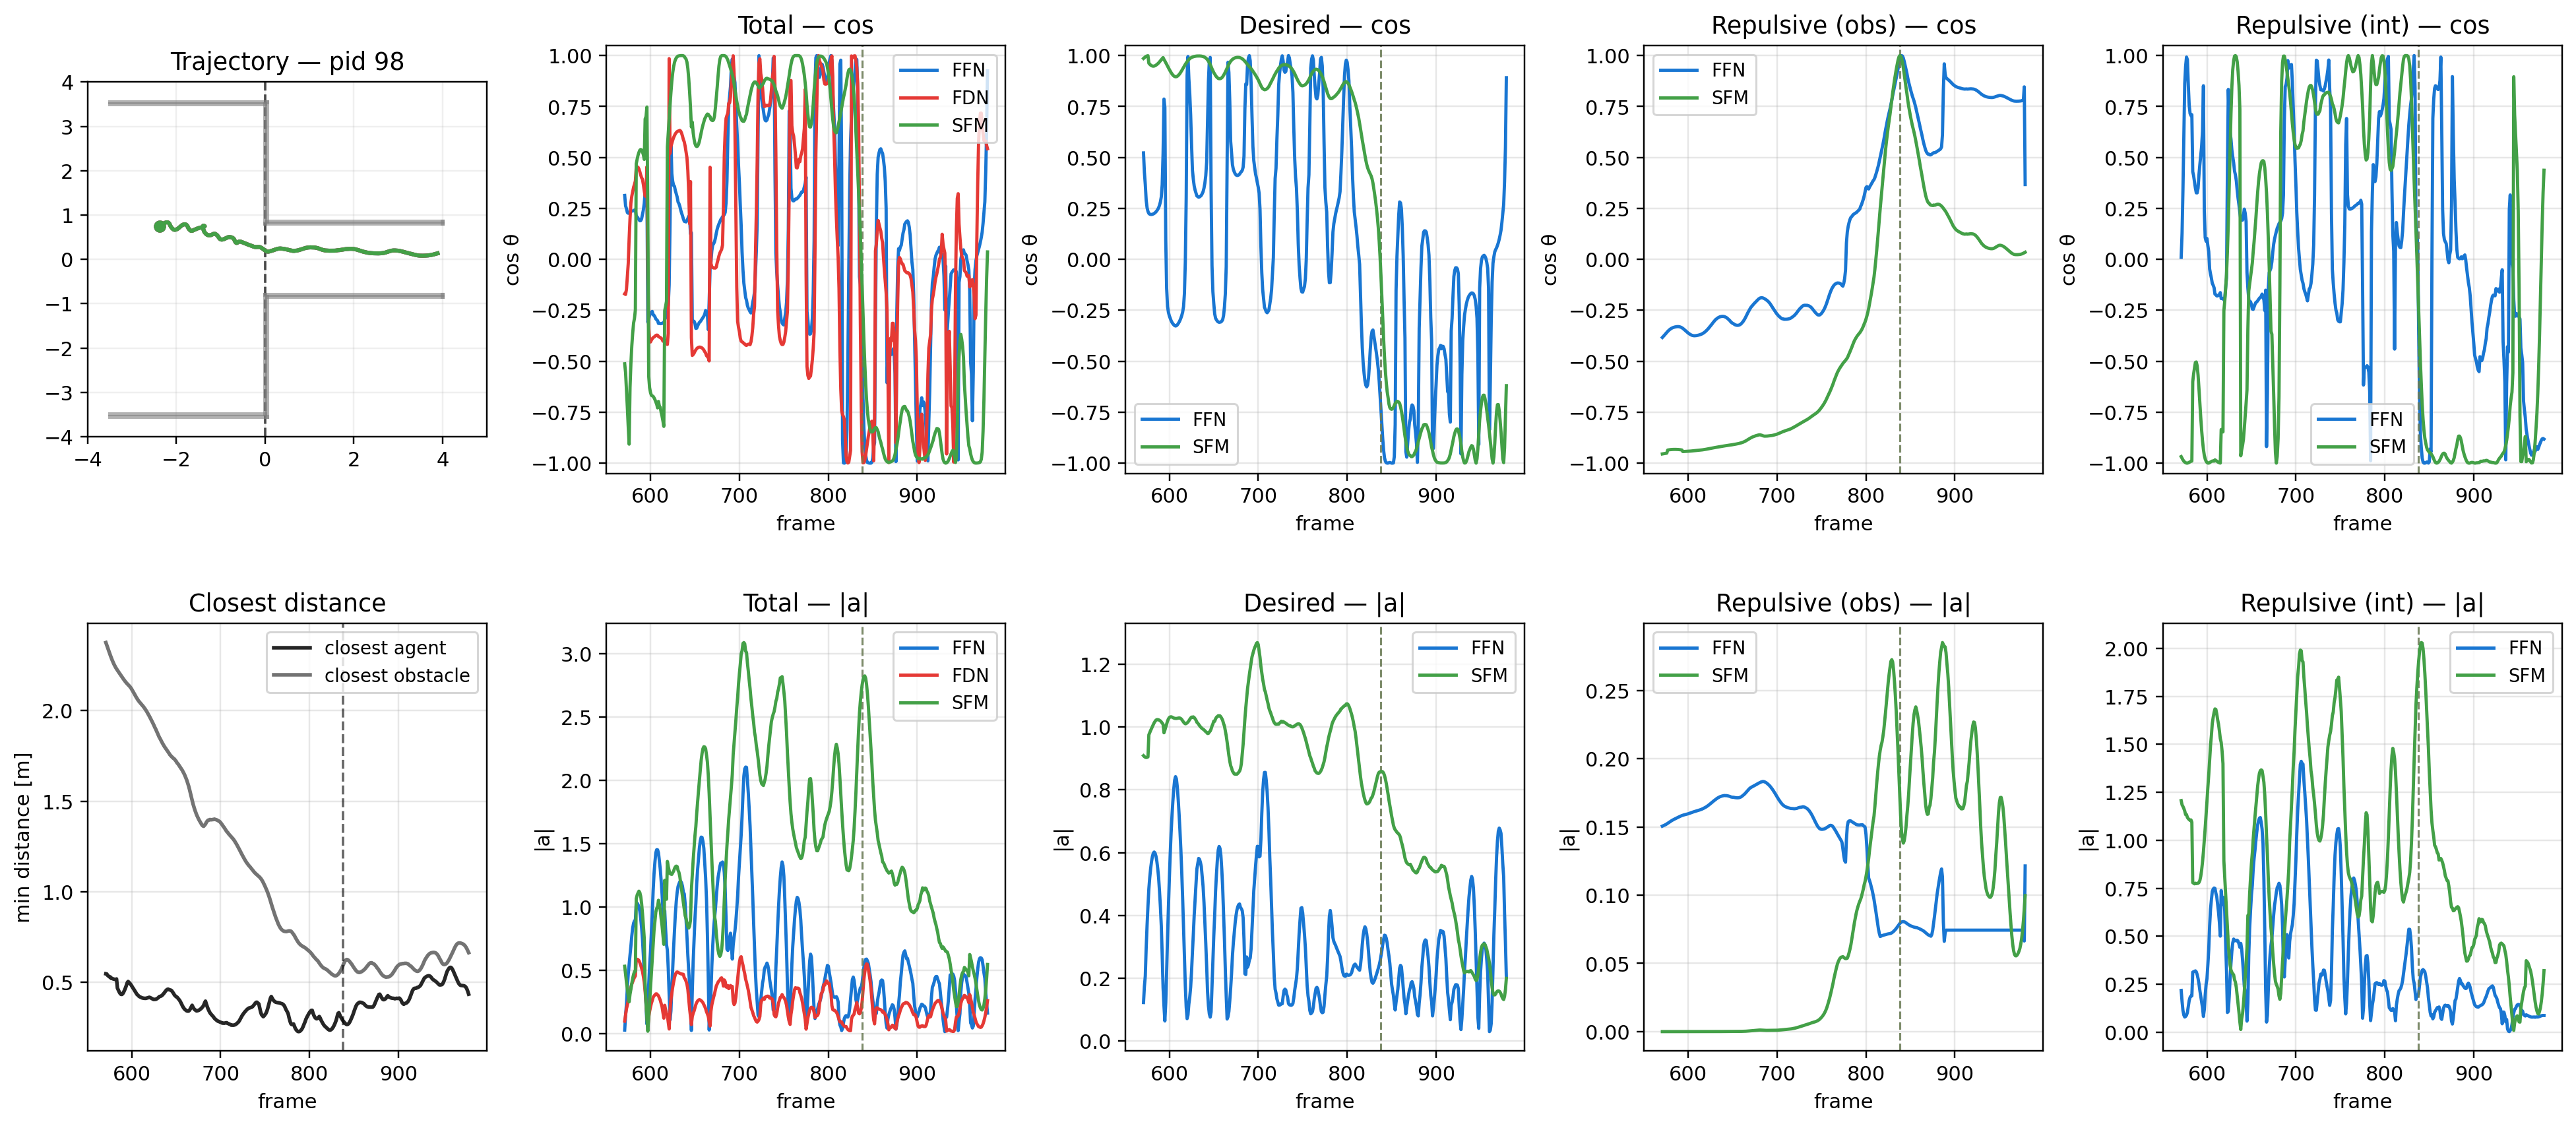 Trajectory — pid 98
4
3
2
1
0
−1
−2
−3
−4
−4
−2
0
2
4
Total — cos
cos θ
1.00
0.75
0.50
0.25
0.00
−0.25
−0.50
−0.75
−1.00
FFN
FDN
SFM
600
700
800
900
frame
Desired — cos
cos θ
1.00
0.75
0.50
0.25
0.00
−0.25
−0.50
−0.75
−1.00
FFN
SFM
600
700
800
900
frame
Repulsive (obs) — cos
cos θ
1.00
0.75
0.50
0.25
0.00
−0.25
−0.50
−0.75
−1.00
FFN
SFM
600
700
800
900
frame
Repulsive (int) — cos
cos θ
1.00
0.75
0.50
0.25
0.00
−0.25
−0.50
−0.75
−1.00
FFN
SFM
600
700
800
900
frame
Closest distance
min distance [m]
2.0
1.5
1.0
0.5
closest agent
closest obstacle
600
700
800
900
frame
Total — |a|
|a|
3.0
2.5
2.0
1.5
1.0
0.5
0.0
FFN
FDN
SFM
600
700
800
900
frame
Desired — |a|
|a|
1.2
1.0
0.8
0.6
0.4
0.2
0.0
FFN
SFM
600
700
800
900
frame
Repulsive (obs) — |a|
|a|
0.25
0.20
0.15
0.10
0.05
0.00
FFN
SFM
600
700
800
900
frame
Repulsive (int) — |a|
|a|
2.00
1.75
1.50
1.25
1.00
0.75
0.50
0.25
0.00
FFN
SFM
600
700
800
900
frame